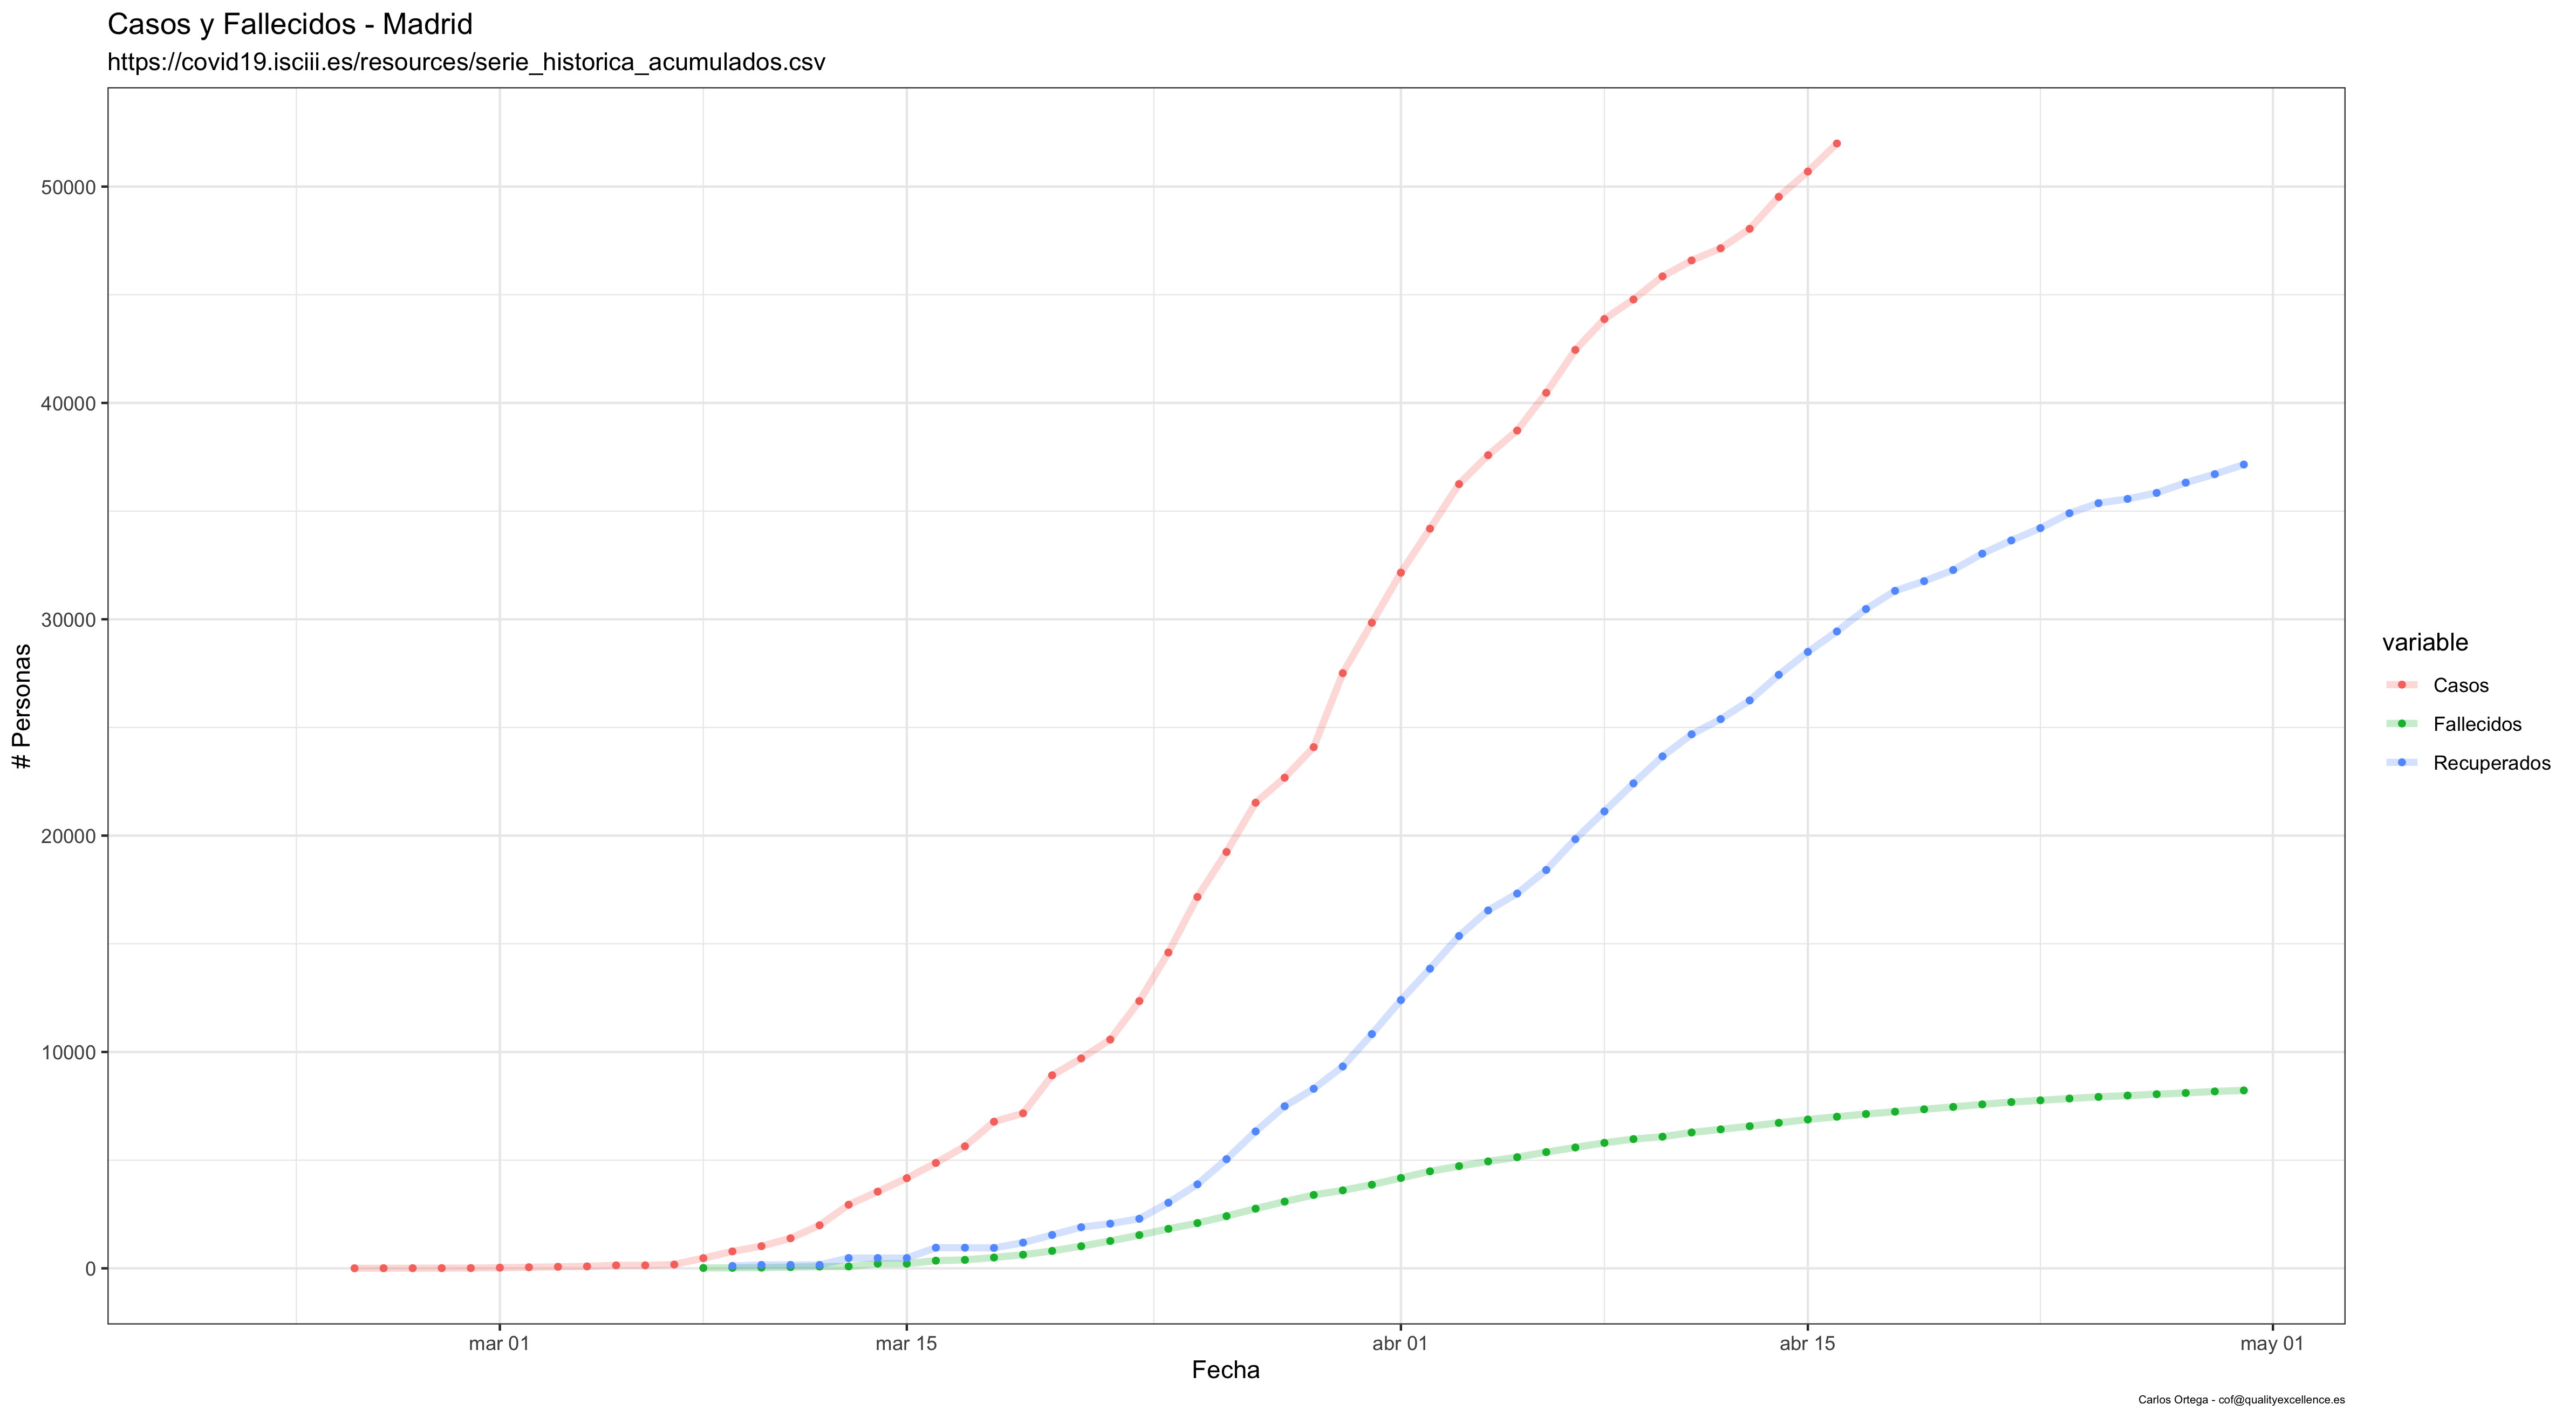 Casos y Fallecidos - Madrid
https://covid19.isciii.es/resources/serie_historica_acumulados.csv
# Personas
50000
40000
30000
20000
10000
0
mar 01
mar 15
abr 01
abr 15
may 01
Fecha
variable
Casos
Fallecidos
Recuperados
Carlos Ortega - cof@qualityexcellence.es